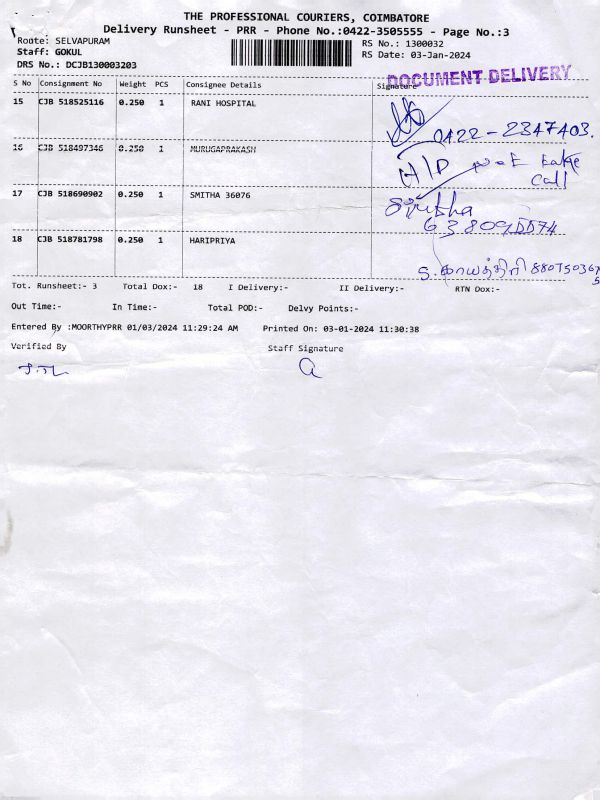 THE PROFESSIONAL COURIERS, COIMBATORE
Delivery Runsheet - PRR - Phone No.:0422-3505555 - Page No.:3
Route: SELVAPURAM
Staff: GOKUL
DRS No.: DCJB130003203
RS No.: 1300032
RS Date: 03-Jan-2024
DOCUMENT DELIVERY
S No Consignment No Weight PCS Consignee Details Signature
15 CJB 518525116 0.250 1 RANI HOSPITAL
0422-2347403.
16 CJB 518497346 0.250 1 MURUGAPRAKASH
H/D not take
call
17 CJB 518690902 0.250 1 SMITHA 36076
18 CJB 518781798 0.250 1 HARIPRIYA
S. காயத்திரி
Tot. Runsheet:- 3 Total Dox:- 18 I Delivery:- II Delivery:- RTN Dox:-
Out Time:- In Time:- Total POD:- Delvy Points:-
Entered By :MOORTHYPRR 01/03/2024 11:29:24 AM Printed On: 03-01-2024 11:30:38
Verified By Staff Signature